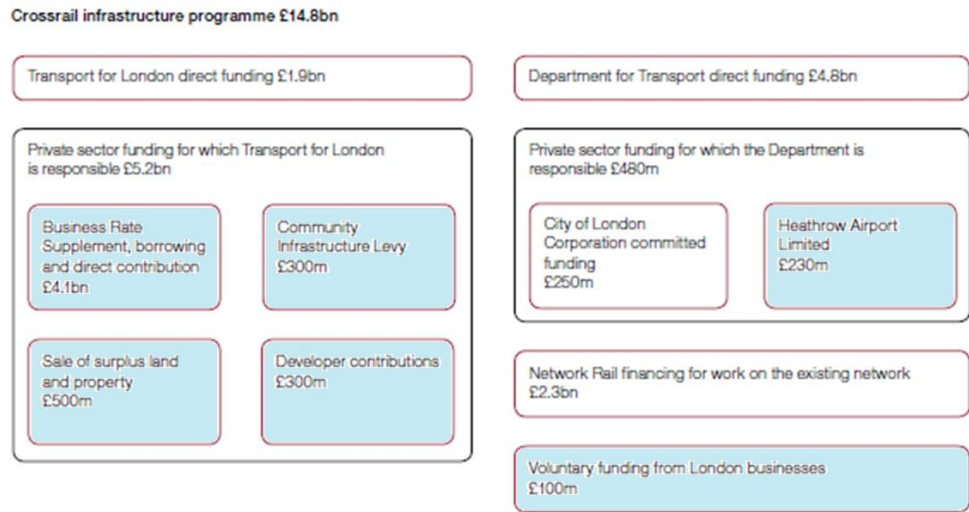 Crossrail infrastructure programme £14.8bn
Transport for London direct funding £1.9bn
Department for Transport direct funding £4.8bn
Private sector funding for which Transport for London
is responsible £5.2bn
Business Rate
Supplement, borrowing
and direct contribution
£4.1bn
Community
Infrastructure Levy
£300m
Sale of surplus land
and property
£500m
Developer contributions
£300m
Private sector funding for which the Department is
responsible £480m
City of London
Corporation committed
funding
£250m
Heathrow Airport
Limited
£230m
Network Rail financing for work on the existing network
£2.3bn
Voluntary funding from London businesses
£100m